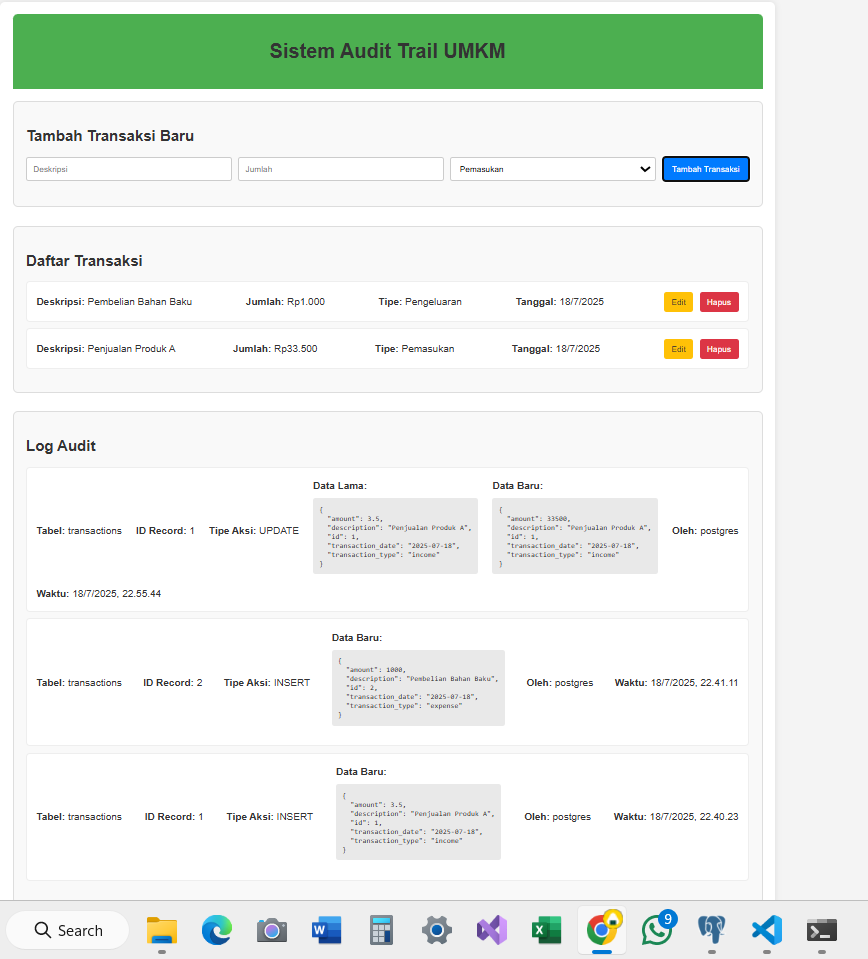 Sistem Audit Trail UMKM
Tambah Transaksi Baru
Deskripsi
Jumlah
Pemasukan
Tambah Transaksi
Daftar Transaksi
Deskripsi: Pembelian Bahan Baku Jumlah: Rp1.000 Tipe: Pengeluaran Tanggal: 18/7/2025 Edit Hapus
Deskripsi: Penjualan Produk A Jumlah: Rp33.500 Tipe: Pemasukan Tanggal: 18/7/2025 Edit Hapus
Log Audit
Tabel: transactions ID Record: 1 Tipe Aksi: UPDATE
Data Lama:
{
"amount": 3.5,
"description": "Penjualan Produk A",
"id": 1,
"transaction_date": "2025-07-18",
"transaction_type": "income"
}
Data Baru:
{
"amount": 33500,
"description": "Penjualan Produk A",
"id": 1,
"transaction_date": "2025-07-18",
"transaction_type": "income"
}
Oleh: postgres
Waktu: 18/7/2025, 22.55.44
Tabel: transactions ID Record: 2 Tipe Aksi: INSERT
Data Baru:
{
"amount": 1000,
"description": "Pembelian Bahan Baku",
"id": 2,
"transaction_date": "2025-07-18",
"transaction_type": "expense"
}
Oleh: postgres Waktu: 18/7/2025, 22.41.11
Tabel: transactions ID Record: 1 Tipe Aksi: INSERT
Data Baru:
{
"amount": 3.5,
"description": "Penjualan Produk A",
"id": 1,
"transaction_date": "2025-07-18",
"transaction_type": "income"
}
Oleh: postgres Waktu: 18/7/2025, 22.40.23
Search
9